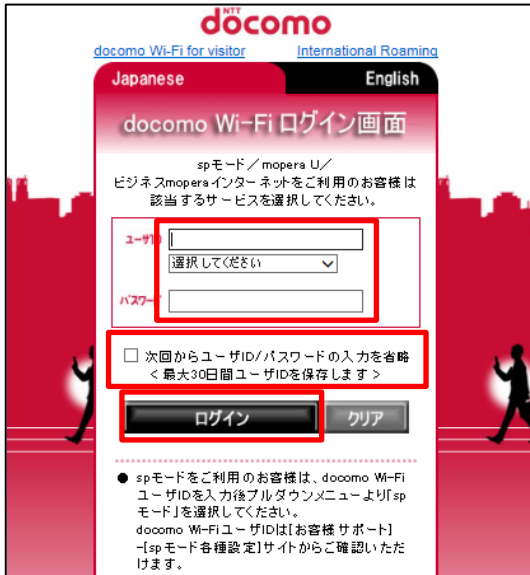 NTT
döcomo
docomo Wi-Fi for visitor International Roaming
Japanese English
docomo Wi-Fi ログイン画面
spモード／mopera U／
ビジネスmoperaインターネットをご利用のお客様は
該当するサービスを選択してください。
ユーザID
選択してください
パスワード
次回からユーザID/パスワードの入力を省略
＜最大30日間ユーザIDを保存します＞
ログイン クリア
● spモードをご利用のお客様は、docomo Wi-Fi
ユーザIDを入力後プルダウンメニューより「sp
モード」を選択してください。
docomo Wi-FiユーザIDは[お客様サポート]
-[spモード各種設定]サイトからご確認いただ
けます。